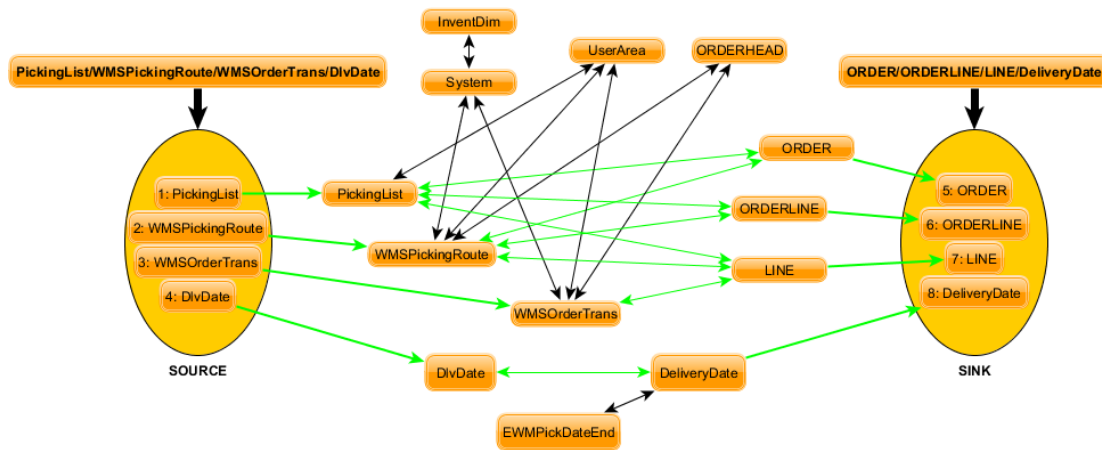 InventDim
UserArea
ORDERHEAD
PickingList/WMSPickingRoute/WMSOrderTrans/DlvDate
System
ORDER/ORDERLINE/LINE/DeliveryDate
ORDER
1: PickingList
PickingList
5: ORDER
2: WMSPickingRoute
ORDERLINE
6: ORDERLINE
3: WMSOrderTrans
WMSPickingRoute
LINE
7: LINE
4: DlvDate
8: DeliveryDate
WMSOrderTrans
SOURCE
DlvDate
DeliveryDate
SINK
EWMPickDateEnd